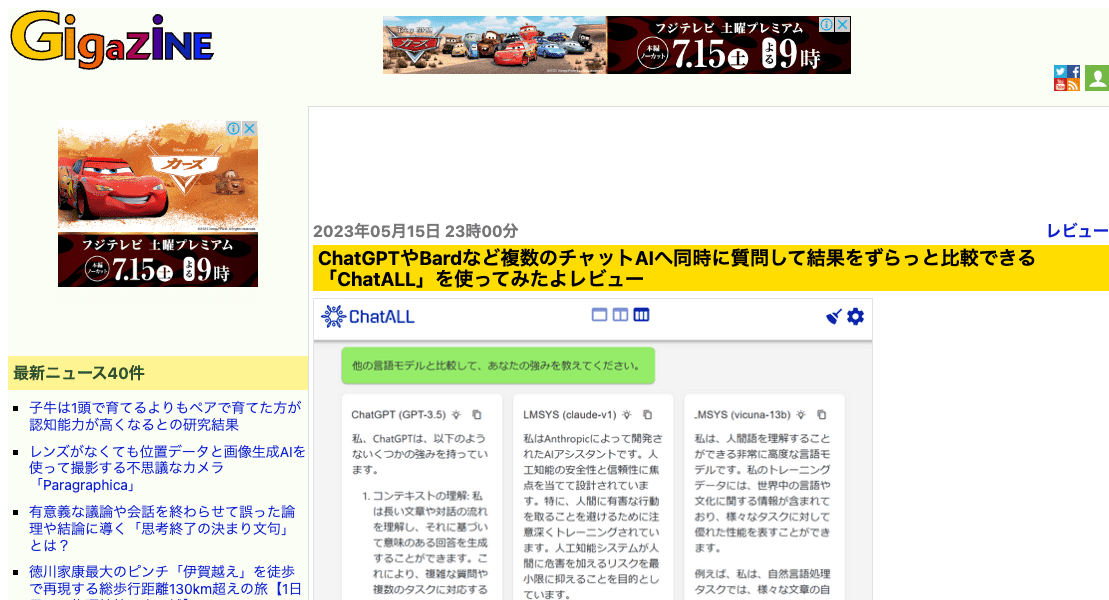 GIGAZINE
フジテレビ 土曜プレミアム
本編ノーカット 7.15土 よる9時
カーズ
カーズ
フジテレビ 土曜プレミアム
本編ノーカット 7.15土 よる9時
2023年05月15日 23時00分
レビュー
ChatGPTやBardなど複数のチャットAIへ同時に質問して結果をずらっと比較できる
「ChatALL」を使ってみたよレビュー
最新ニュース40件
子牛は1頭で育てるよりもペアで育てた方が
認知能力が高くなるとの研究結果
レンズがなくても位置データと画像生成AIを
使って撮影する不思議なカメラ
「Paragraphica」
有意義な議論や会話を終わらせて誤った論
理や結論に導く「思考終了の決まり文句」
とは？
徳川家康最大のピンチ「伊賀越え」を徒歩
で再現する総歩行距離130km超えの旅【1日
ChatALL
他の言語モデルと比較して、あなたの強みを教えてください。
ChatGPT (GPT-3.5)
私、ChatGPTは、以下のよう
ないくつかの強みを持ってい
ます。
1. コンテキストの理解: 私
は長い文章や対話の流れ
を理解し、それに基づい
て意味のある回答を生成
することができます。こ
れにより、複雑な質問や
複数のタスクに対応する
LMSYS (claude-v1)
私はAnthropicによって開発さ
れたAIアシスタントです。人
工知能の安全性と信頼性に焦
点を当てて設計されていま
す。特に、人間に有害な行動
を取ることを避けるために注
意深くトレーニングされてい
ます。人工知能システムが人
間に危害を加えるリスクを最
小限に抑えることを目的とし
ています。
LMSYS (vicuna-13b)
私は、人間語を理解すること
ができる非常に高度な言語モ
デルです。私のトレーニング
データには、世界中の言語や
文化に関する情報が含まれて
おり、様々なタスクに対して
優れた性能を表すことができ
ます。
例えば、私は、自然言語処理
タスクでは、様々な文章の自